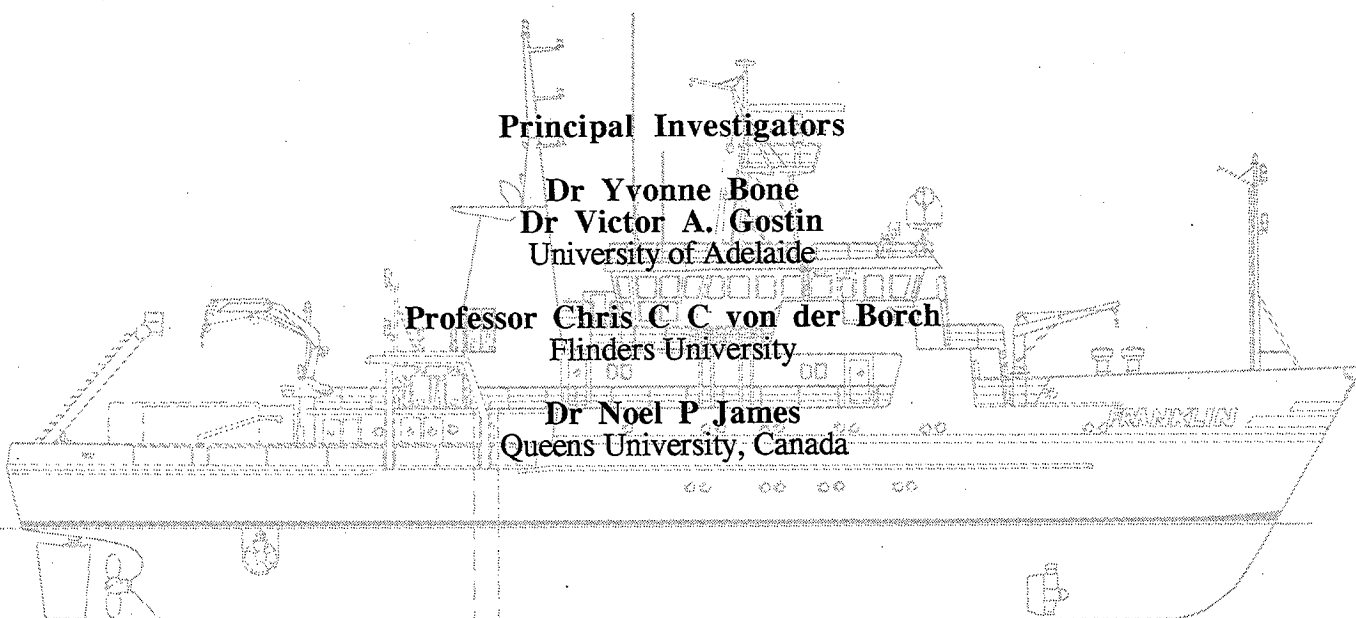 Principal Investigators
Dr Yvonne Bone
Dr Victor A. Gostin
University of Adelaide
Professor Chris C C von der Borch
Flinders University
Dr Noel P James
Queens University, Canada
FRANKLIN